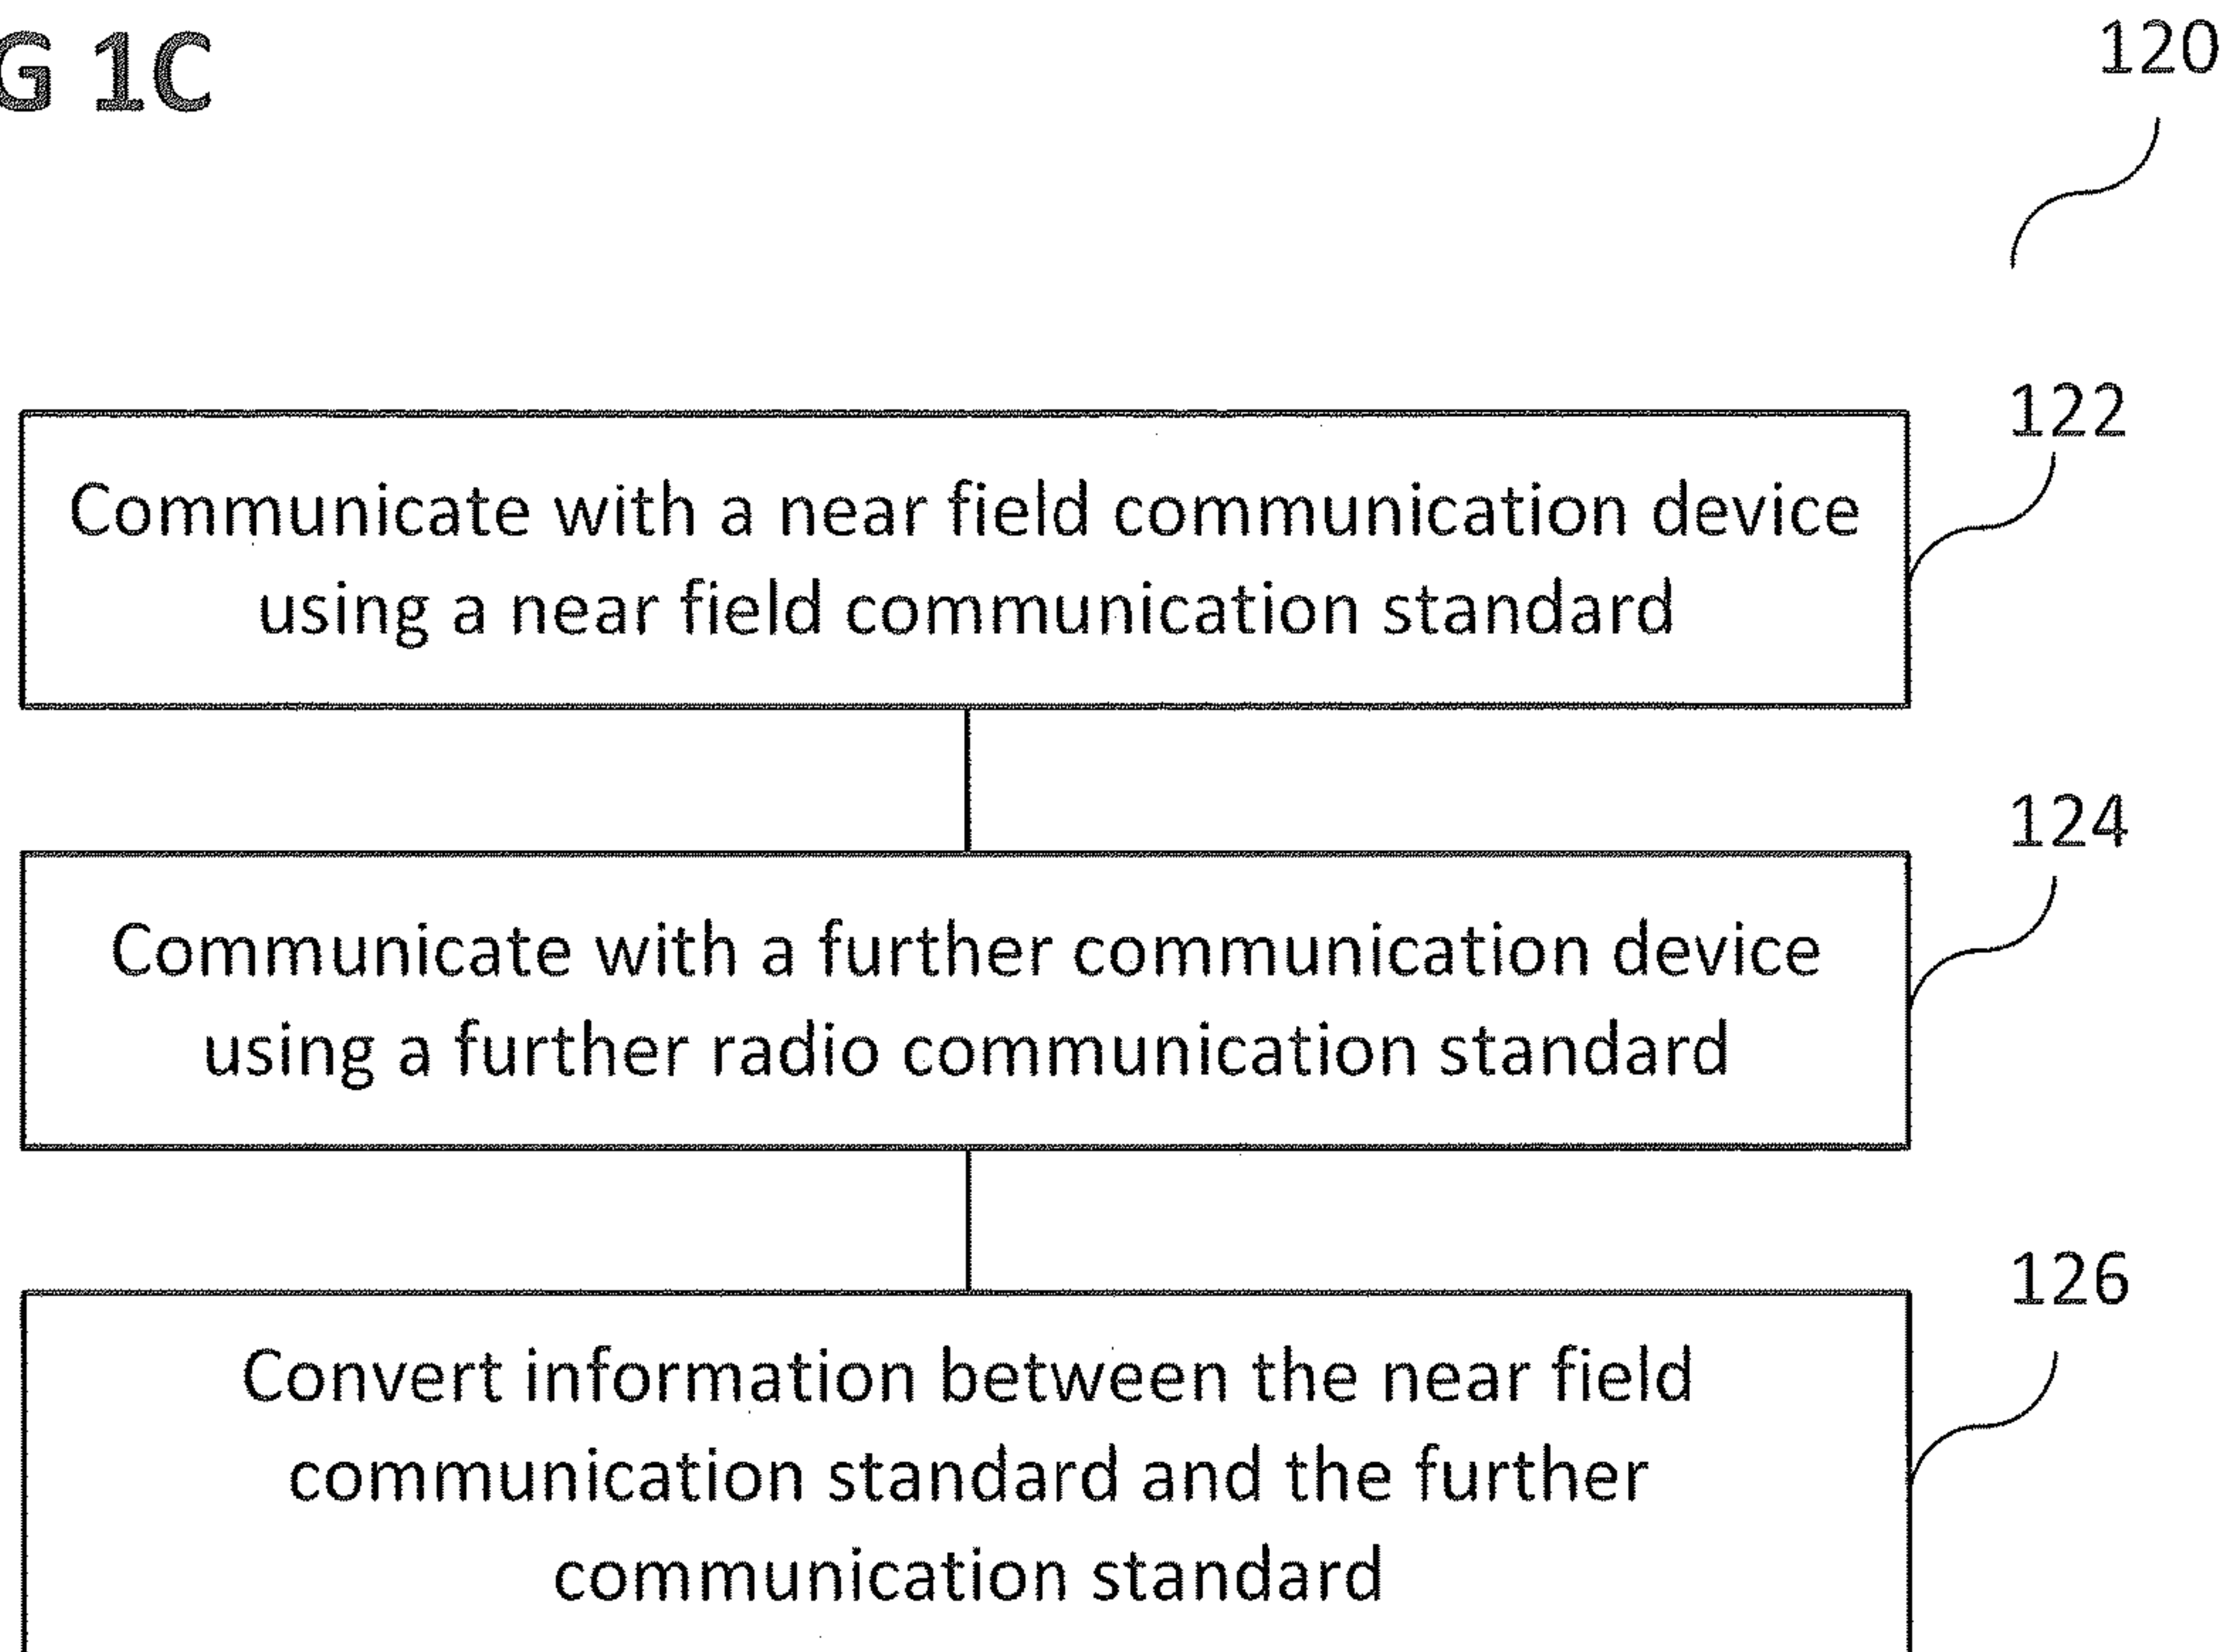 G 1C
120
122
Communicate with a near field communication device
using a near field communication standard
124
Communicate with a further communication device
using a further radio communication standard
126
Convert information between the near field
communication standard and the further
communication standard